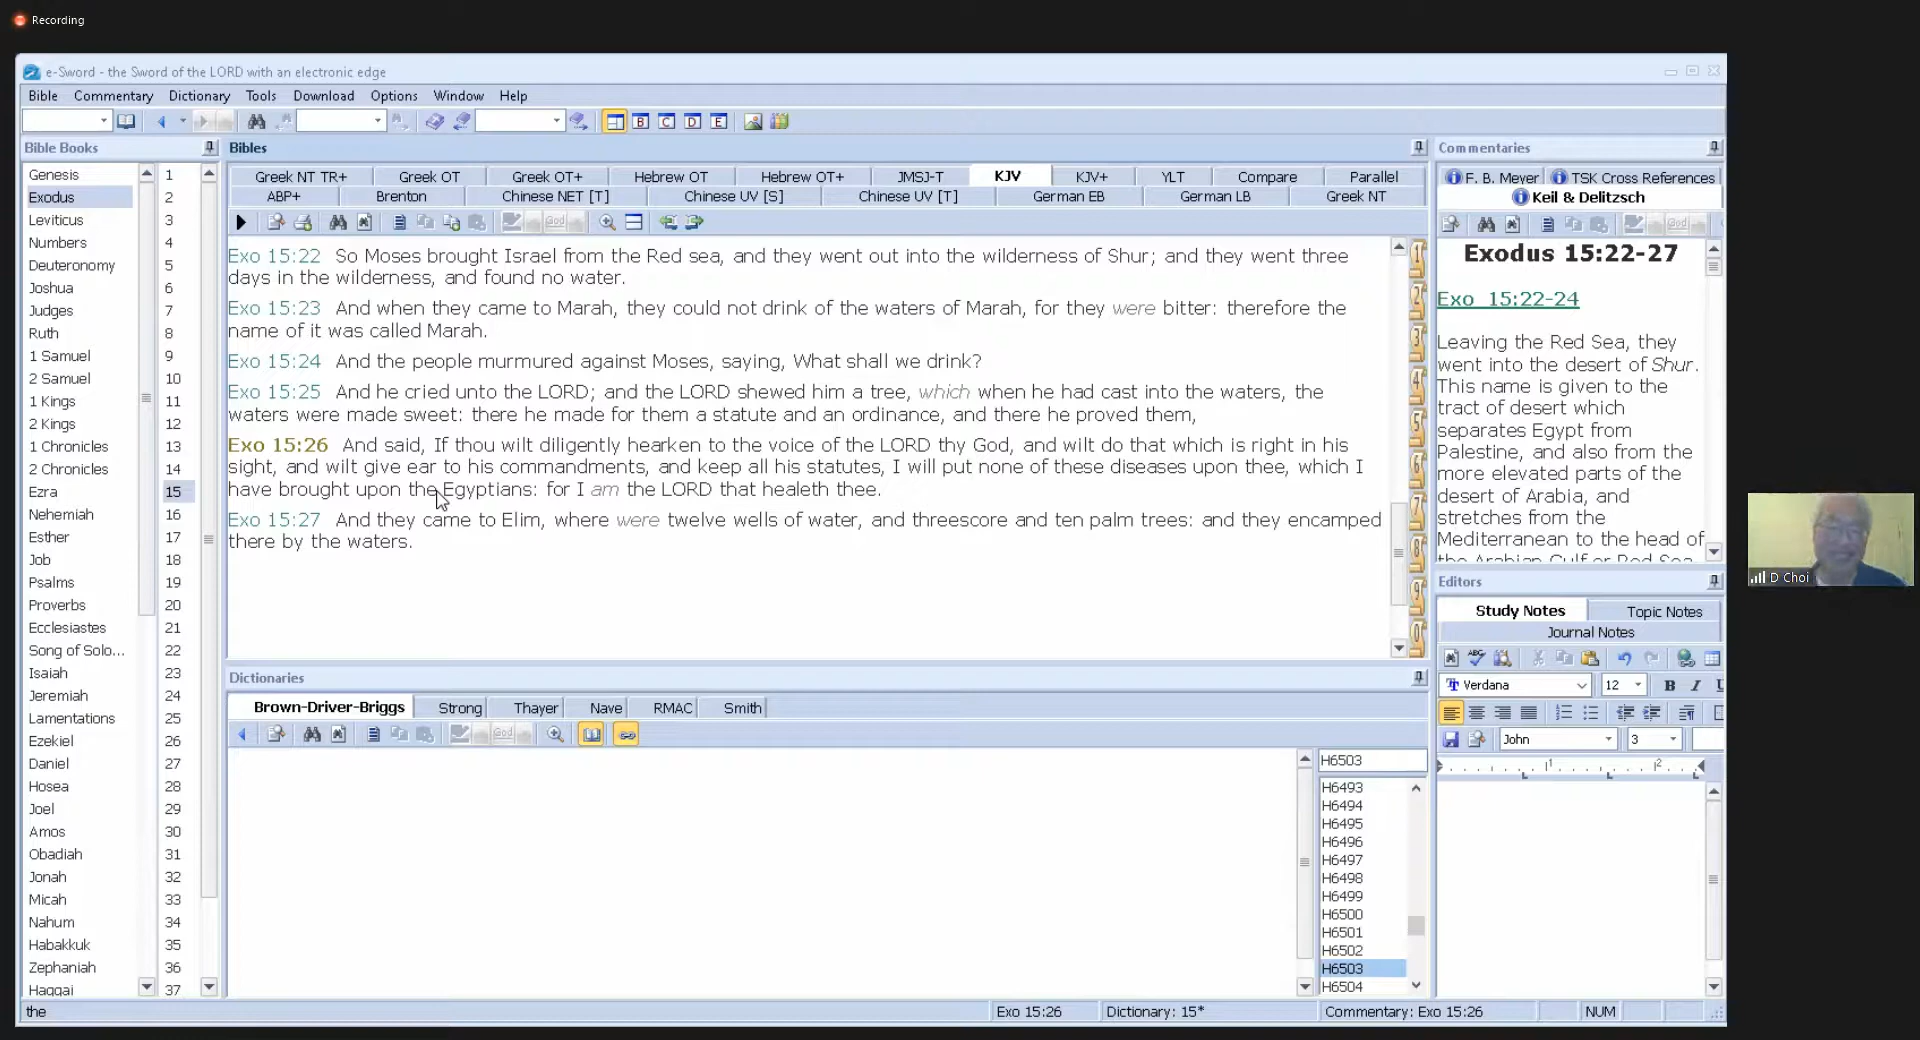 Recording
e-Sword - the Sword of the LORD with an electronic edge
Bible Commentary Dictionary Tools Download Options Window Help
B C D E
Bible Books
Genesis
Exodus
Leviticus
Numbers
Deuteronomy
Joshua
Judges
Ruth
1 Samuel
2 Samuel
1 Kings
2 Kings
1 Chronicles
2 Chronicles
Ezra
Nehemiah
Esther
Job
Psalms
Proverbs
Ecclesiastes
Song of Solo...
Isaiah
Jeremiah
Lamentations
Ezekiel
Daniel
Hosea
Joel
Amos
Obadiah
Jonah
Micah
Nahum
Habakkuk
Zephaniah
Haggai
1
2
3
4
5
6
7
8
9
10
11
12
13
14
15
16
17
18
19
20
21
22
23
24
25
26
27
28
29
30
31
32
33
34
35
36
37
Bibles
Greek NT TR+ Greek OT Greek OT+ Hebrew OT Hebrew OT+ JMSJ-T KJV KJV+ YLT Compare Parallel
ABP+ Brenton Chinese NET [T] Chinese UV [S] Chinese UV [T] German EB German LB Greek NT
God
Exo 15:22 So Moses brought Israel from the Red sea, and they went out into the wilderness of Shur; and they went three
days in the wilderness, and found no water.
Exo 15:23 And when they came to Marah, they could not drink of the waters of Marah, for they were bitter: therefore the
name of it was called Marah.
Exo 15:24 And the people murmured against Moses, saying, What shall we drink?
Exo 15:25 And he cried unto the LORD; and the LORD shewed him a tree, which when he had cast into the waters, the
waters were made sweet: there he made for them a statute and an ordinance, and there he proved them,
Exo 15:26 And said, If thou wilt diligently hearken to the voice of the LORD thy God, and wilt do that which is right in his
sight, and wilt give ear to his commandments, and keep all his statutes, I will put none of these diseases upon thee, which I
have brought upon the Egyptians: for I am the LORD that healeth thee.
Exo 15:27 And they came to Elim, where were twelve wells of water, and threescore and ten palm trees: and they encamped
there by the waters.
1
2
3
4
5
6
7
8
9
0
Dictionaries
Brown-Driver-Briggs Strong Thayer Nave RMAC Smith
God
H6503
H6493
H6494
H6495
H6496
H6497
H6498
H6499
H6500
H6501
H6502
H6503
H6504
Commentaries
F. B. Meyer TSK Cross References
Keil & Delitzsch
God
Exodus 15:22-27
Exo 15:22-24
Leaving the Red Sea, they
went into the desert of Shur.
This name is given to the
tract of desert which
separates Egypt from
Palestine, and also from the
more elevated parts of the
desert of Arabia, and
stretches from the
Mediterranean to the head of
the Arabian Gulf or Red Sea
Editors
Study Notes Topic Notes
Journal Notes
ABC
Verdana 12 B I U
John 3
1 2
the Exo 15:26 Dictionary: 15* Commentary: Exo 15:26 NUM
D Choi